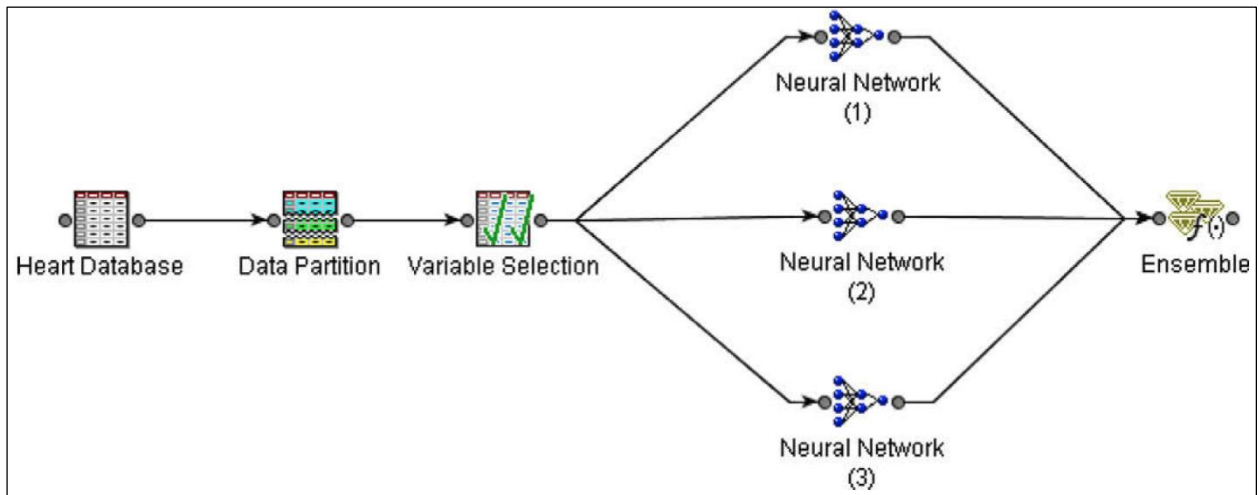 Neural Network
(1)
Heart Database
Data Partition
Variable Selection
Neural Network
(2)
f(·)
Ensemble
Neural Network
(3)